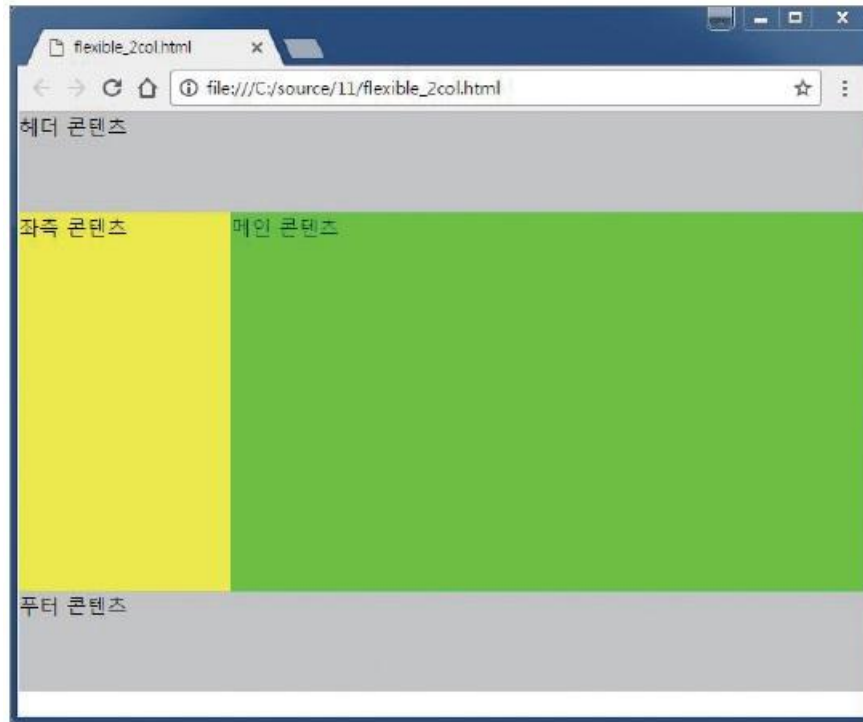 flexible_2col.html
file:///C:/source/11/flexible_2col.html
헤더 콘텐츠
좌측 콘텐츠
메인 콘텐츠
푸터 콘텐츠